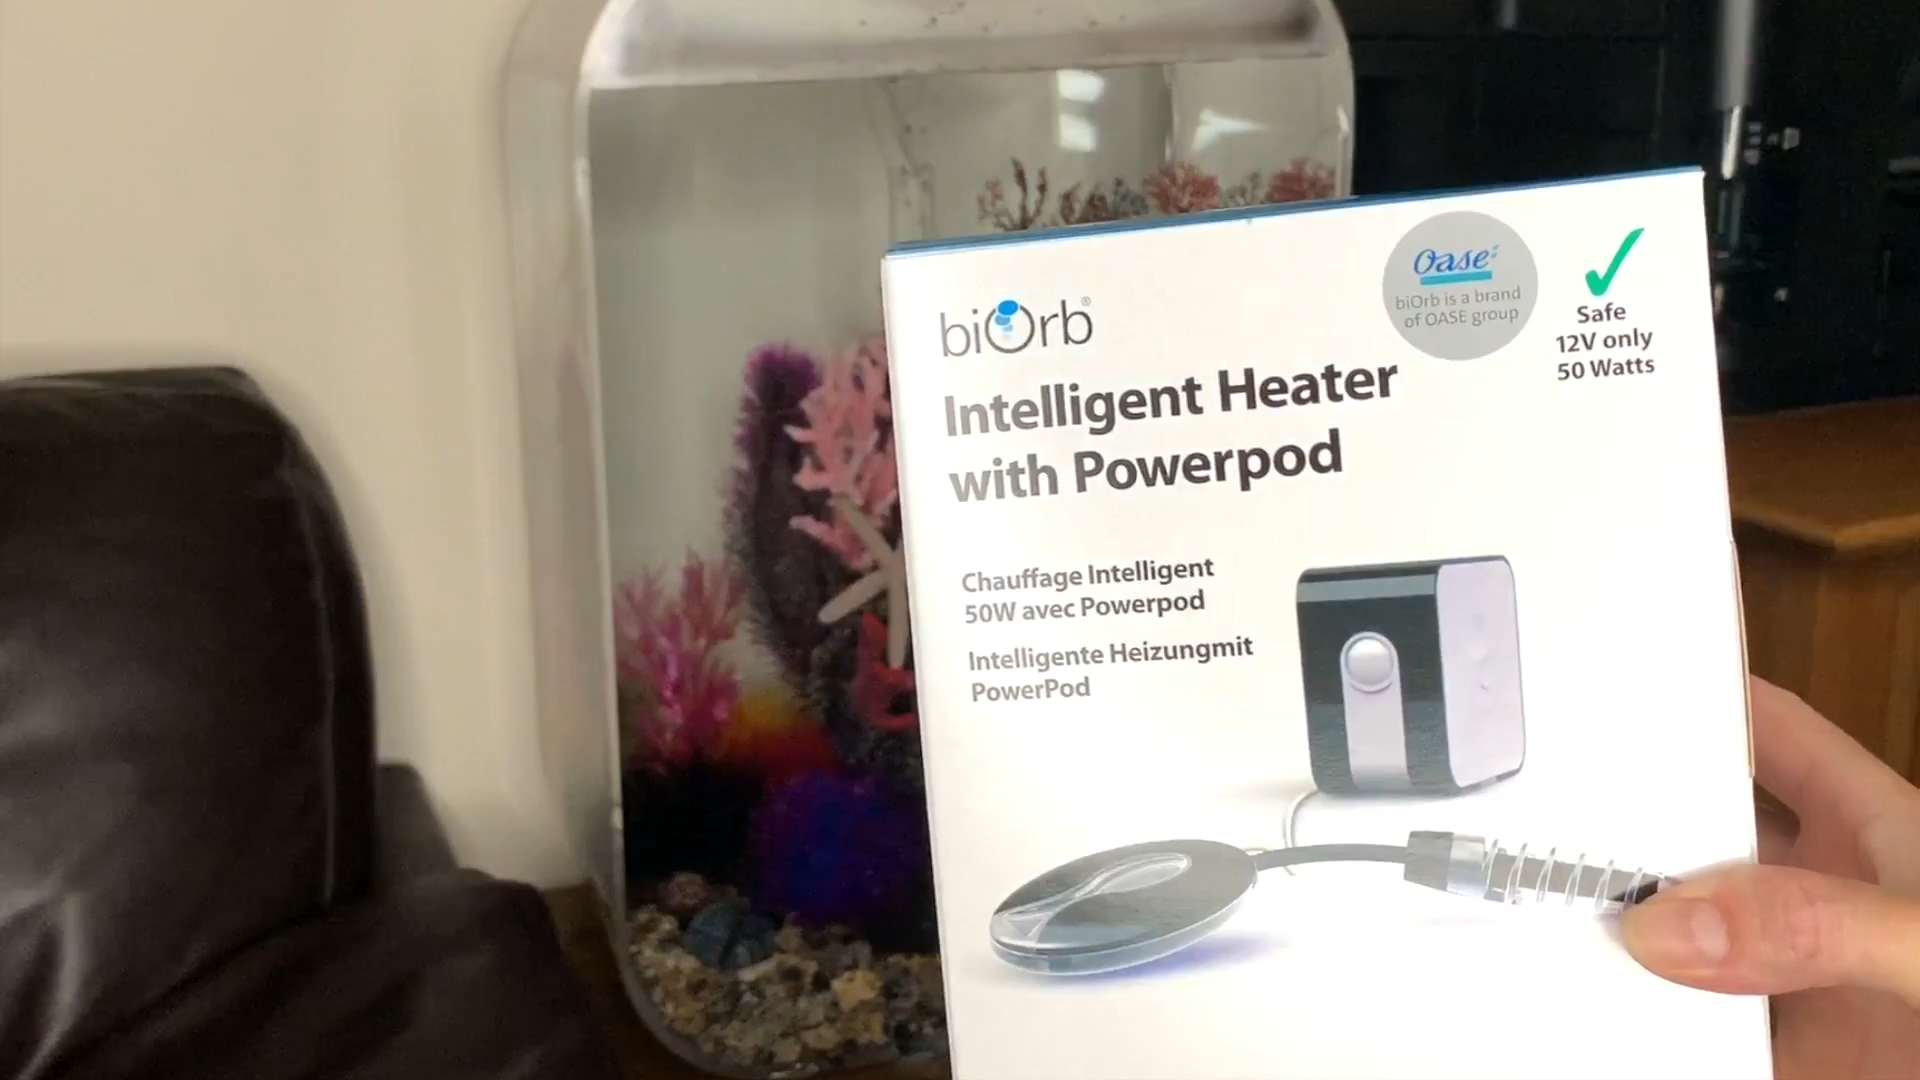 biOrb®
Oase
biOrb is a brand
of OASE group
Safe
12V only
50 Watts
Intelligent Heater
with Powerpod
Chauffage Intelligent
50W avec Powerpod
Intelligente Heizungmit
PowerPod